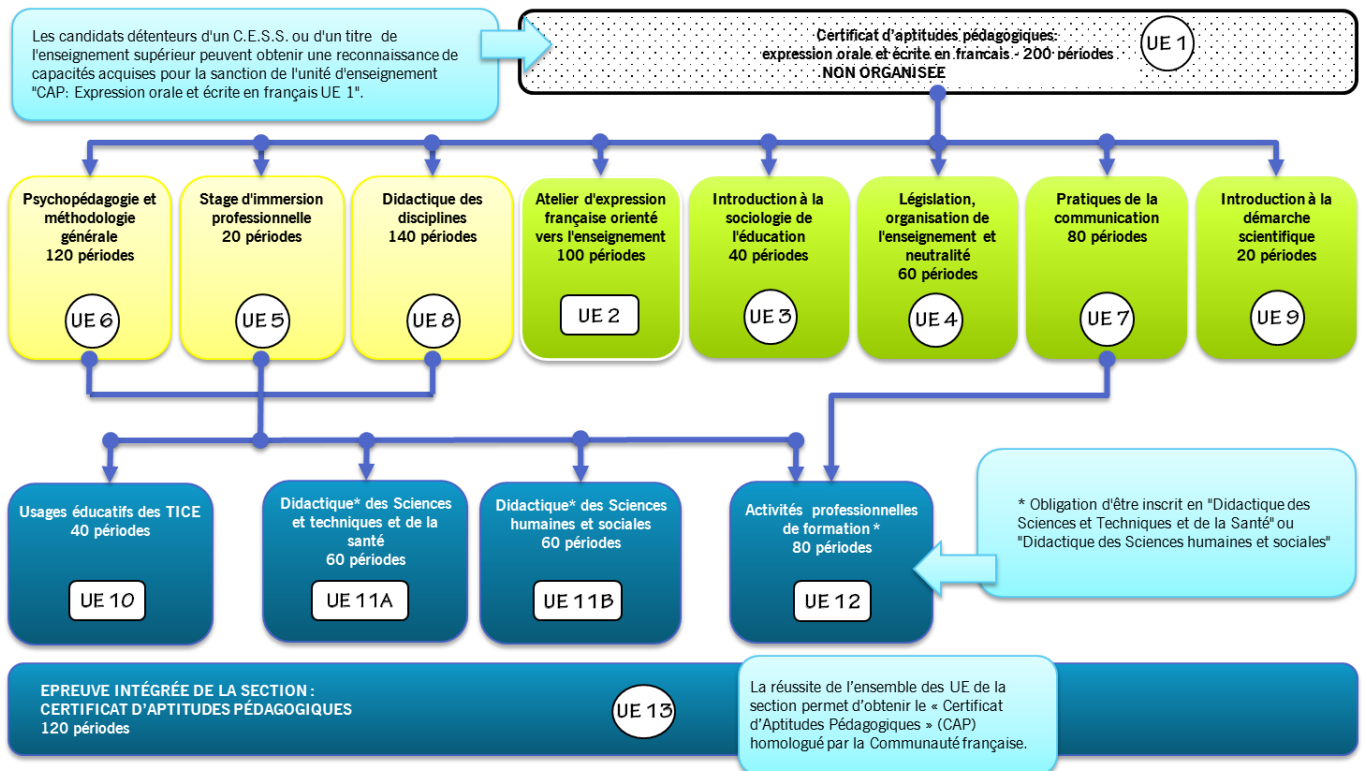 Les candidats détenteurs d'un C.E.S.S. ou d'un titre de
l'enseignement supérieur peuvent obtenir une reconnaissance de
capacités acquises pour la sanction de l'unité d'enseignement
"CAP: Expression orale et écrite en français UE 1".
Certificat d'aptitudes pédagogiques:
expression orale et écrite en francais - 200 périodes
NON ORGANISEE
UE 1
Psychopédagogie et
méthodologie
générale
120 périodes
UE 6
Stage d'immersion
professionnelle
20 périodes
UE 5
Didactique des
disciplines
140 périodes
UE 8
Atelier d'expression
française orienté
vers l'enseignement
100 périodes
UE 2
Introduction à la
sociologie de
l'éducation
40 périodes
UE 3
Législation,
organisation de
l'enseignement et
neutralité
60 périodes
UE 4
Pratiques de la
communication
80 périodes
UE 7
Introduction à la
démarche
scientifique
20 périodes
UE 9
Usages éducatifs des TICE
40 périodes
UE 10
Didactique* des Sciences
et techniques et de la
santé
60 périodes
UE 11A
Didactique* des Sciences
humaines et sociales
60 périodes
UE 11B
Activités professionnelles
de formation *
80 périodes
UE 12
* Obligation d'être inscrit en "Didactique des
Sciences et Techniques et de la Santé" ou
"Didactique des Sciences humaines et sociales"
EPREUVE INTÉGRÉE DE LA SECTION :
CERTIFICAT D'APTITUDES PÉDAGOGIQUES
120 périodes
UE 13
La réussite de l'ensemble des UE de la
section permet d'obtenir le « Certificat
d'Aptitudes Pédagogiques » (CAP)
homologué par la Communauté française.